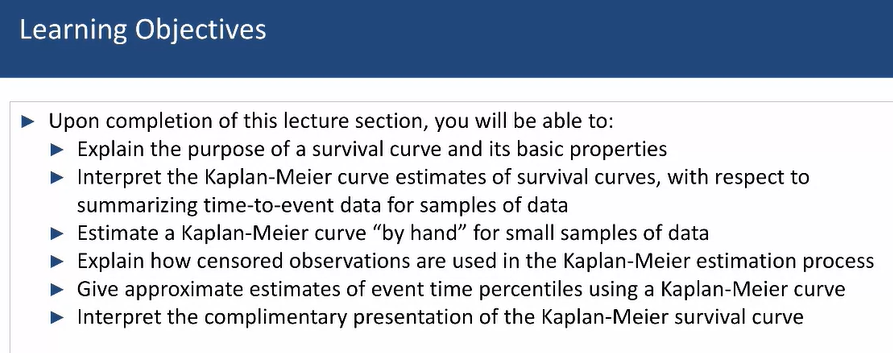 Learning Objectives
► Upon completion of this lecture section, you will be able to:
► Explain the purpose of a survival curve and its basic properties
► Interpret the Kaplan-Meier curve estimates of survival curves, with respect to
summarizing time-to-event data for samples of data
► Estimate a Kaplan-Meier curve “by hand” for small samples of data
► Explain how censored observations are used in the Kaplan-Meier estimation process
► Give approximate estimates of event time percentiles using a Kaplan-Meier curve
► Interpret the complimentary presentation of the Kaplan-Meier survival curve